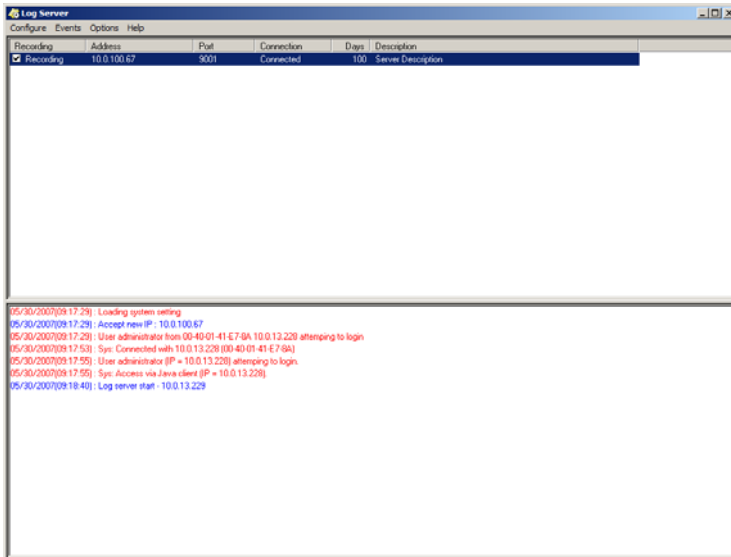 Log Server
Configure Events Options Help
Recording Address Port Connection Days Description
Recording 10.0.100.67 9001 Connected 100 Server Description
05/30/2007(09:17:29) : Loading system setting
05/30/2007(09:17:29) : Accept new IP : 10.0.100.67
05/30/2007(09:17:29) : User administrator from 00-40-01-41-E7-8A 10.0.13.228 attemping to login
05/30/2007(09:17:53) : Sys: Connected with 10.0.13.228 (00-40-01-41-E7-8A)
05/30/2007(09:17:55) : User administrator (IP = 10.0.13.228) attemping to login.
05/30/2007(09:17:55) : Sys: Access via Java client (IP = 10.0.13.228).
05/30/2007(09:18:40) : Log server start - 10.0.13.229